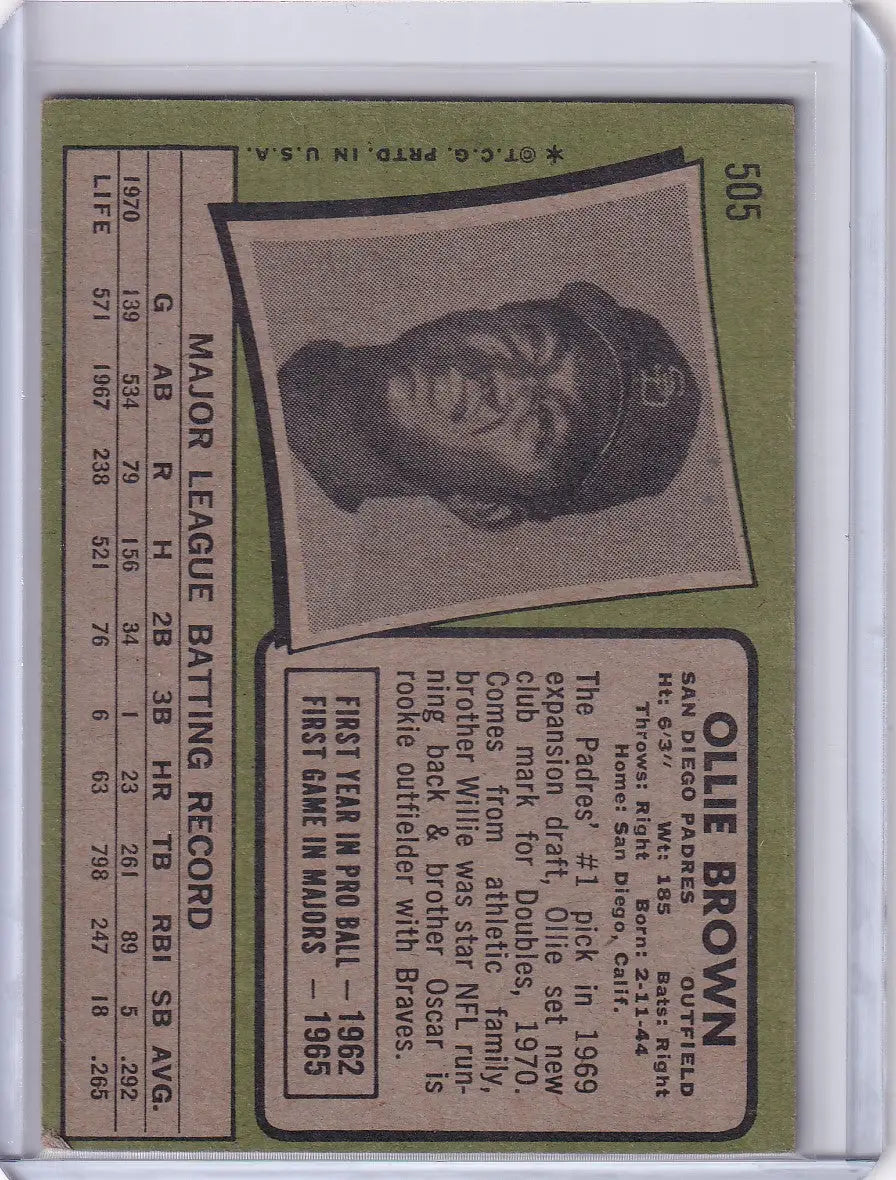 505
* ©T.C.G. PRTD. IN U.S.A.
SD
OLLIE BROWN
SAN DIEGO PADRES OUTFIELD
Ht: 6'3" Wt: 185 Bats: Right
Throws: Right Born: 2-11-44
Home: San Diego, Calif.
The Padres' #1 pick in 1969
expansion draft, Ollie set new
club mark for Doubles, 1970.
Comes from athletic family,
brother Willie was star NFL run-
ning back & brother Oscar is
rookie outfielder with Braves.
FIRST YEAR IN PRO BALL — 1962
FIRST GAME IN MAJORS — 1965
MAJOR LEAGUE BATTING RECORD
G AB R H 2B 3B HR TB RBI SB AVG.
1970 139 534 79 156 34 1 23 261 89 5 .292
LIFE 571 1967 238 521 76 6 63 798 247 18 .265